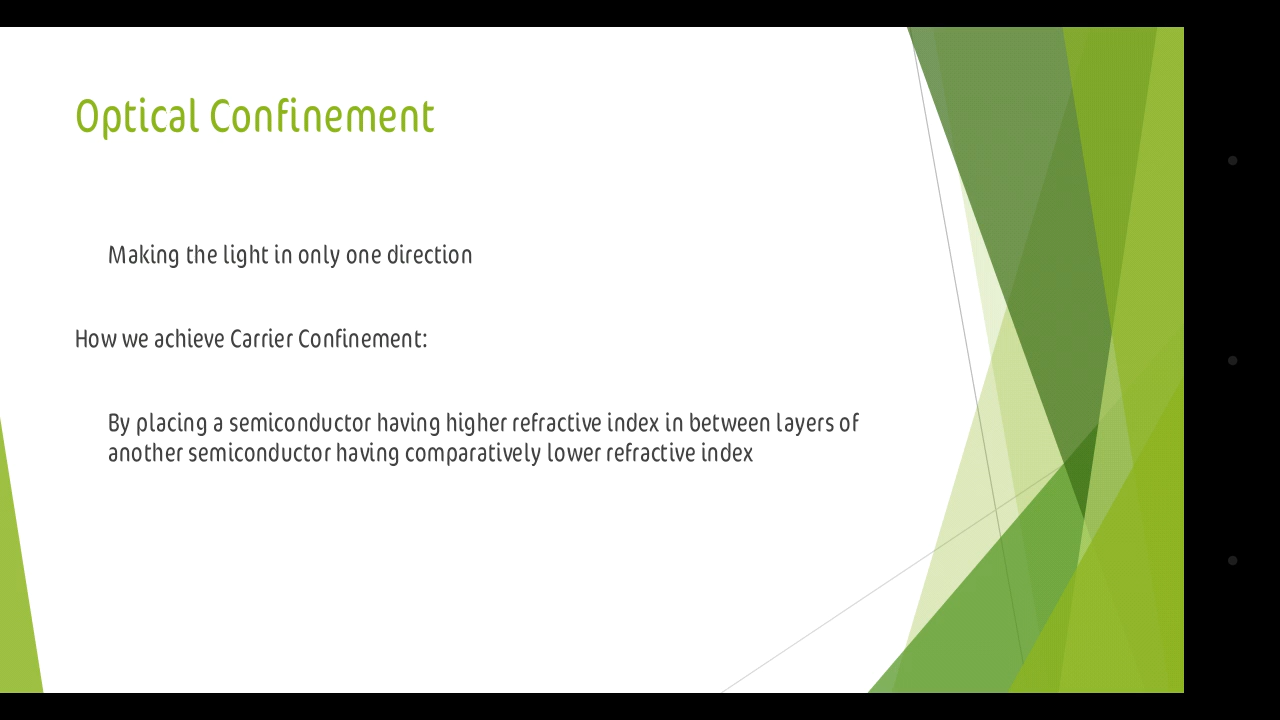 Optical Confinement
Making the light in only one direction
How we achieve Carrier Confinement:
By placing a semiconductor having higher refractive index in between layers of
another semiconductor having comparatively lower refractive index